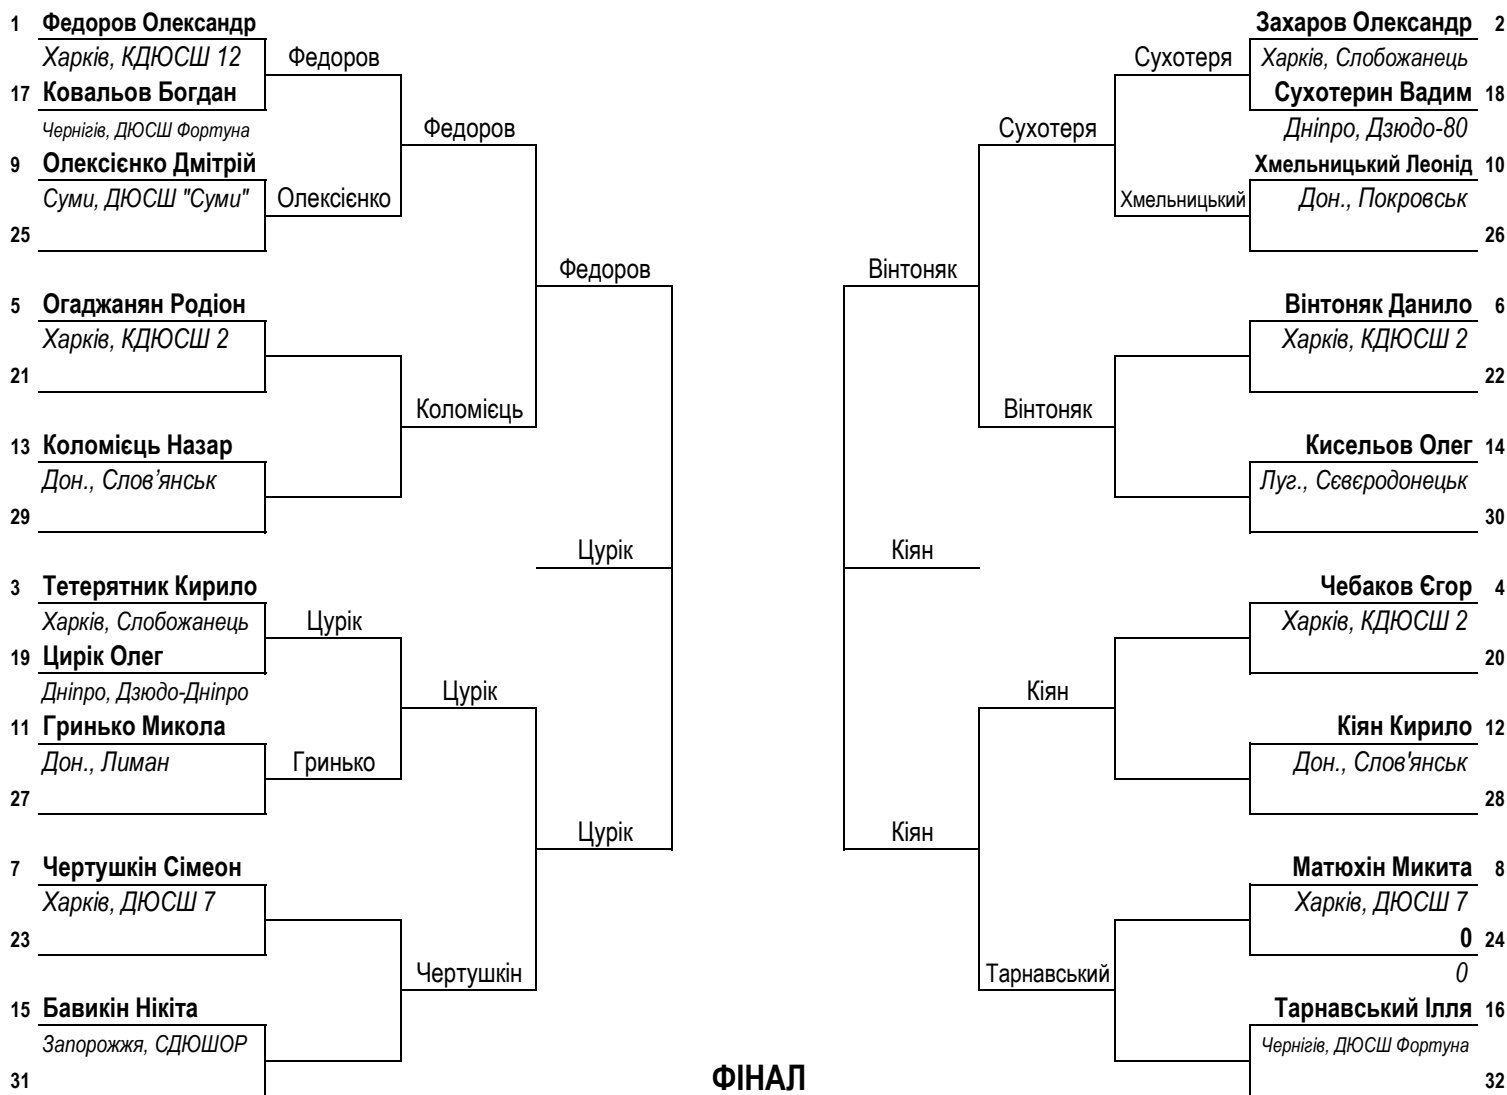 1 Федоров Олександр
Харків, КДЮСШ 12
Федоров
17 Ковальов Богдан
Чернігів, ДЮСШ Фортуна
Федоров
9 Олексієнко Дмітрій
Суми, ДЮСШ "Суми"
Олексієнко
25
Федоров
5 Огаджанян Родіон
Харків, КДЮСШ 2
21
Коломієць
13 Коломієць Назар
Дон., Слов’янськ
29
Цурік
3 Тетерятник Кирило
Харків, Слобожанець
Цурік
19 Цирік Олег
Дніпро, Дзюдо-Дніпро
Цурік
11 Гринько Микола
Дон., Лиман
Гринько
27
Цурік
7 Чертушкін Сімеон
Харків, ДЮСШ 7
23
Чертушкін
15 Бавикін Нікіта
Запорожжя, СДЮШОР
31
Захаров Олександр 2
Сухотеря
Харків, Слобожанець
Сухотерин Вадим 18
Сухотеря
Дніпро, Дзюдо-80
Хмельницький Леонід 10
Хмельницький
Дон., Покровськ
26
Вінтоняк
Вінтоняк Данило 6
Харків, КДЮСШ 2
22
Вінтоняк
Кисельов Олег 14
Луг., Сєвєродонецьк
30
Кіян
Чебаков Єгор 4
Харків, КДЮСШ 2
20
Кіян
Кіян Кирило 12
Дон., Слов'янськ
28
Кіян
Матюхін Микита 8
Харків, ДЮСШ 7
0 24
0
Тарнавський
Тарнавський Ілля 16
Чернігів, ДЮСШ Фортуна
32
ФІНАЛ